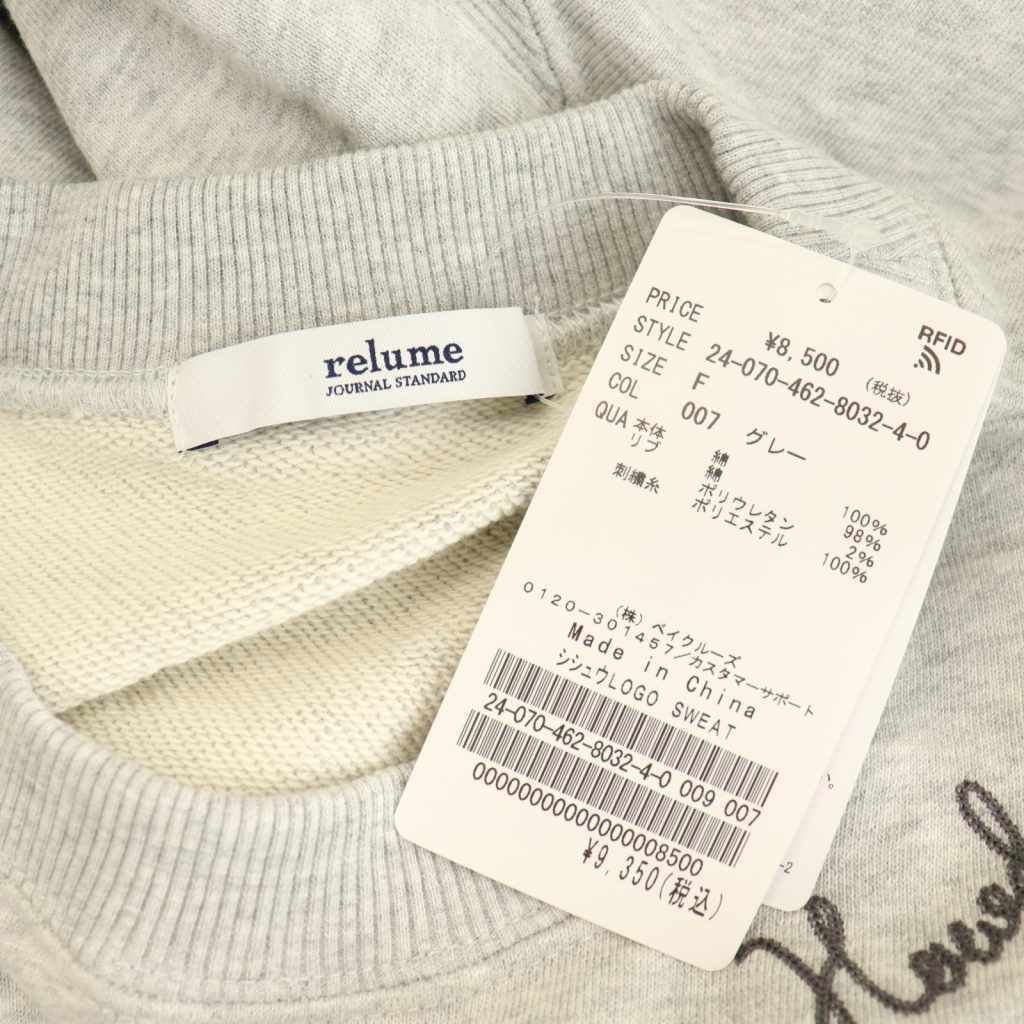 relume
JOURNAL STANDARD
RFID
PRICE ¥8,500 (税抜)
STYLE 24-070-462-8032-4-0
SIZE F
COL 007 グレー
QUA 本体 綿 100%
リブ 綿 98%
ポリウレタン 2%
刺繍糸 ポリエステル 100%
(株) ベイクルーズ
0120-301457/カスタマーサポート
Made in China
シシュウLOGO SWEAT
24-070-462-8032-4-0 009 007
00000000000000008500
¥9,350(税込)
-2